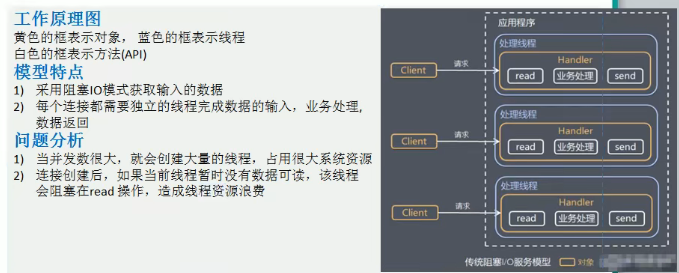 工作原理图
黄色的框表示对象， 蓝色的框表示线程
白色的框表示方法(API)
模型特点
1) 采用阻塞IO模式获取输入的数据
2) 每个连接都需要独立的线程完成数据的输入，业务处理,
数据返回
问题分析
1) 当并发数很大，就会创建大量的线程，占用很大系统资源
2) 连接创建后，如果当前线程暂时没有数据可读，该线程
会阻塞在read 操作，造成线程资源浪费
应用程序
处理线程
Handler
Client
请求
read
业务处理
send
处理线程
Handler
Client
请求
read
业务处理
send
处理线程
Handler
Client
请求
read
业务处理
send
传统阻塞I/O服务模型
对象